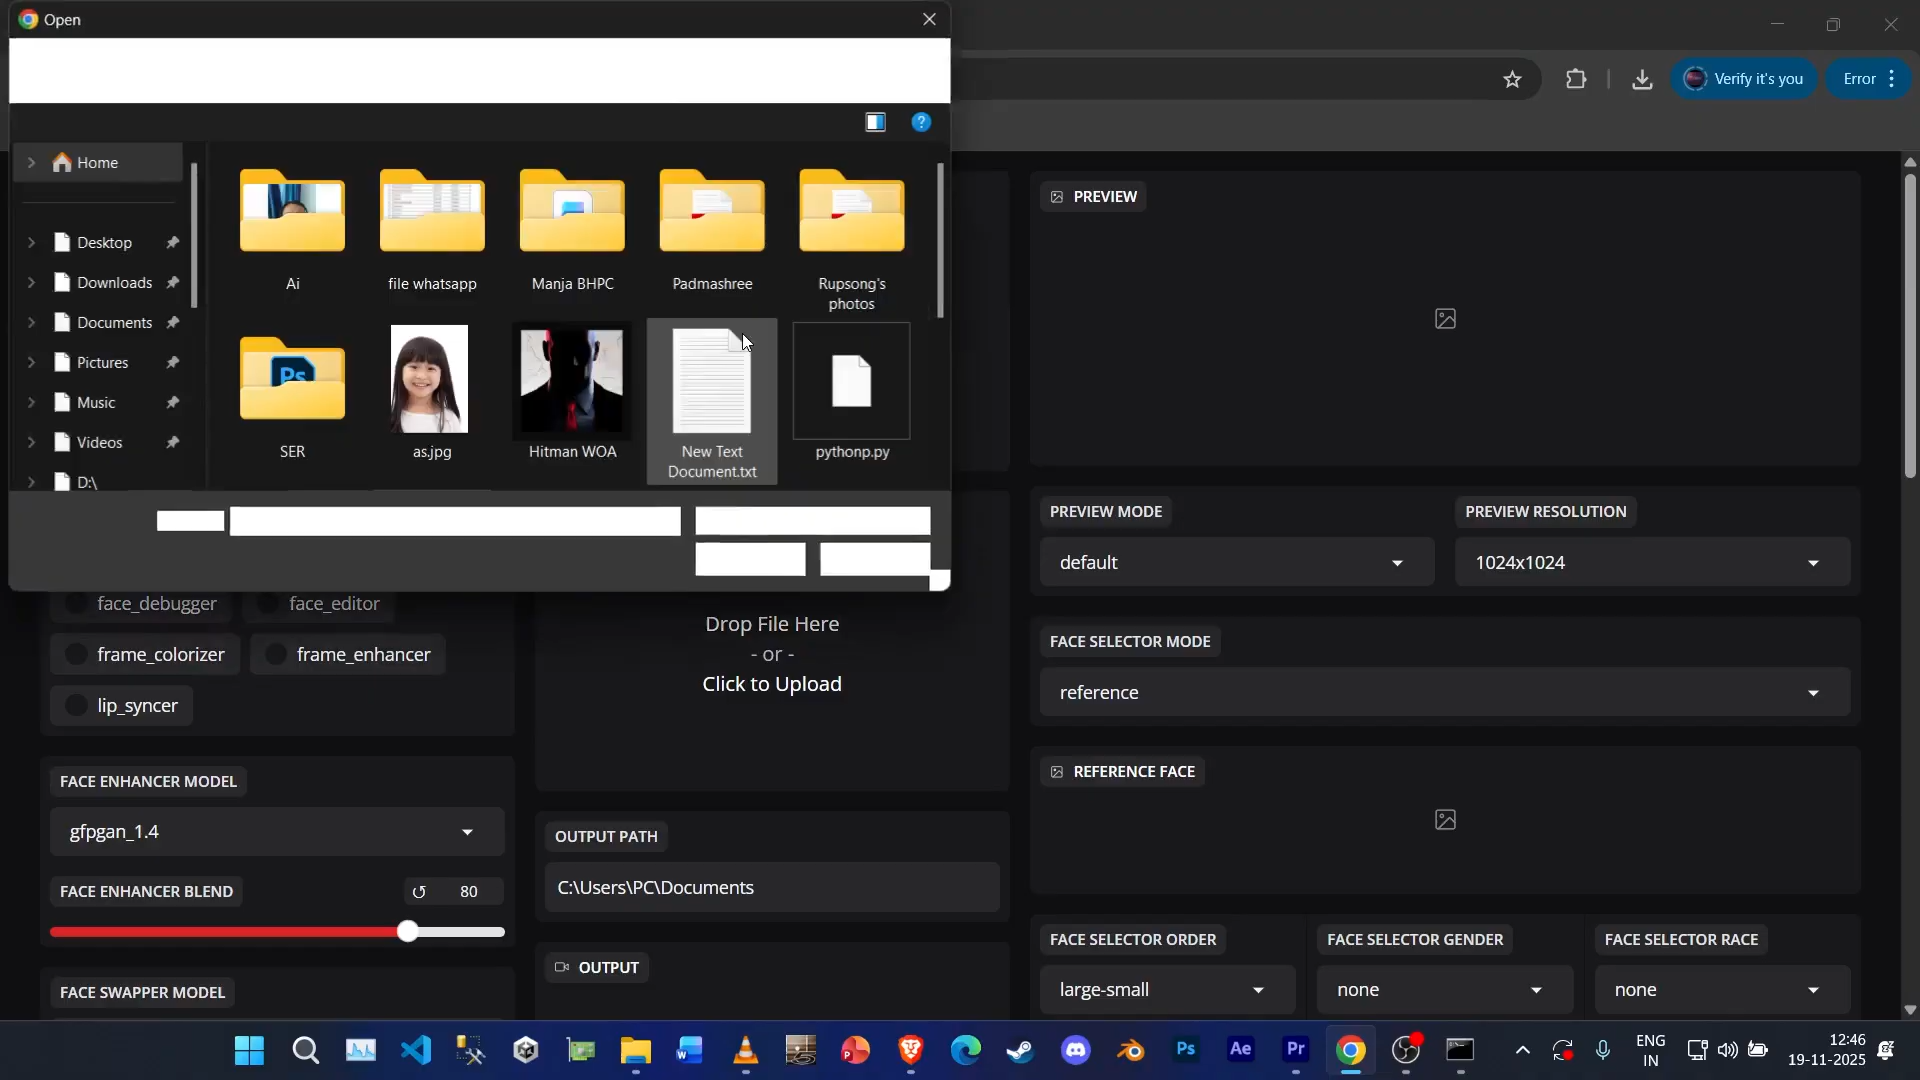 Open
Verify it's you
Error
Home
Desktop
Downloads
Documents
Pictures
Music
Videos
D:\
Ai
file whatsapp
Manja BHPC
Padmashree
Rupsong's
photos
Ps
SER
as.jpg
Hitman WOA
New Text
Document.txt
pythonp.py
PREVIEW
PREVIEW MODE
PREVIEW RESOLUTION
default
1024x1024
face_debugger
face_editor
frame_colorizer
frame_enhancer
lip_syncer
Drop File Here
- or -
Click to Upload
FACE SELECTOR MODE
reference
REFERENCE FACE
FACE ENHANCER MODEL
gfpgan_1.4
FACE ENHANCER BLEND
80
FACE SWAPPER MODEL
OUTPUT PATH
C:\Users\PC\Documents
OUTPUT
FACE SELECTOR ORDER
FACE SELECTOR GENDER
FACE SELECTOR RACE
large-small
none
none
Ps
Ae
Pr
ENG
IN
12:46
19-11-2025